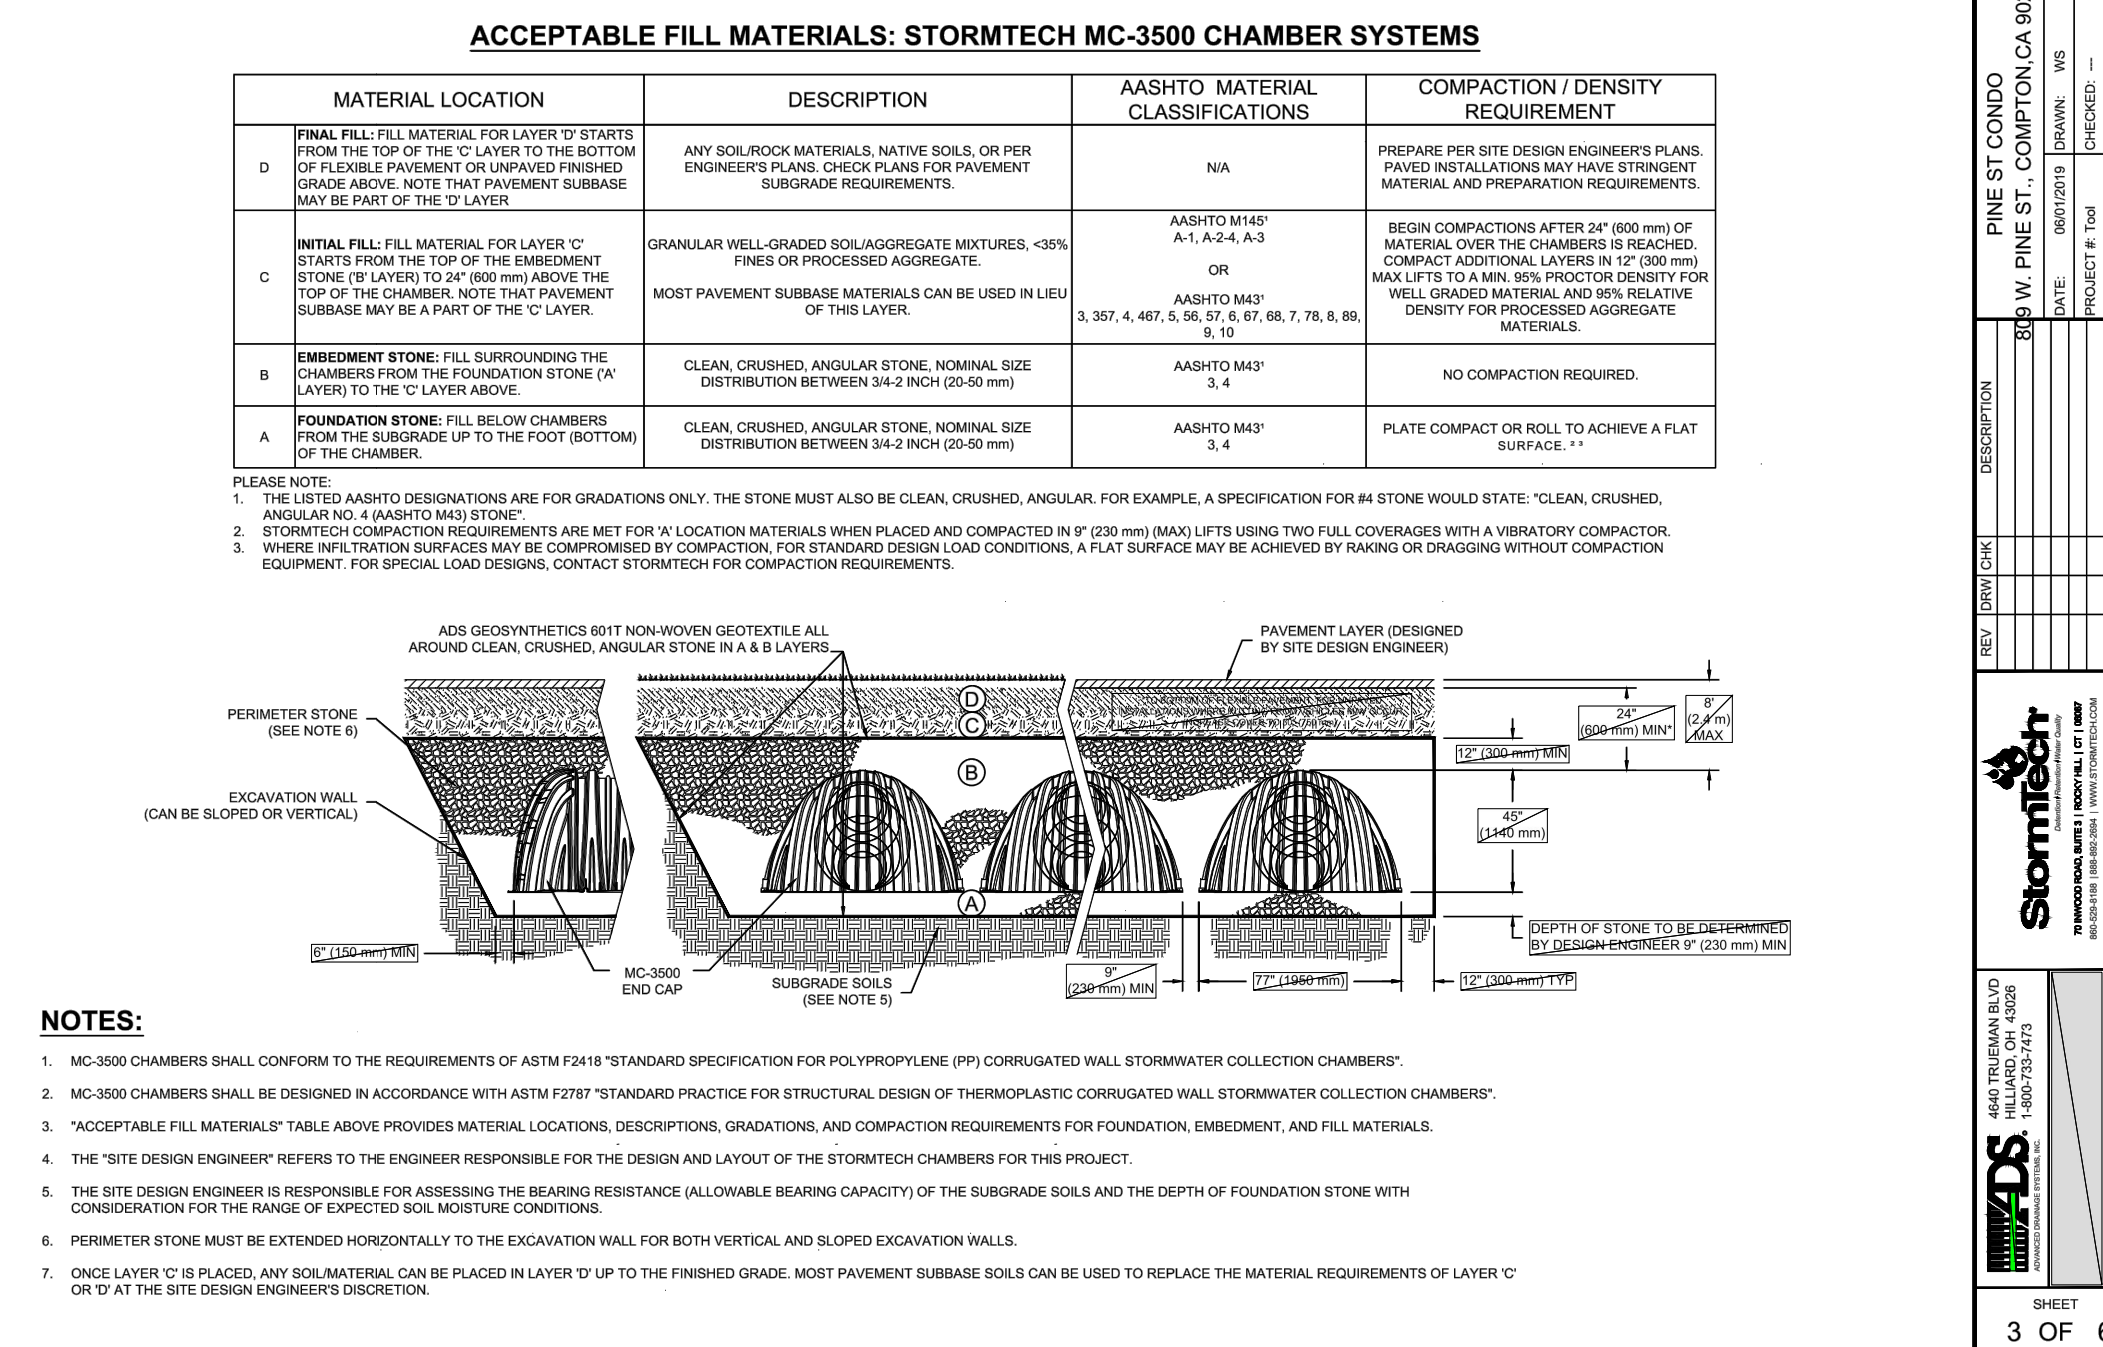 ACCEPTABLE FILL MATERIALS: STORMTECH MC-3500 CHAMBER SYSTEMS
MATERIAL LOCATION
DESCRIPTION
AASHTO MATERIAL
CLASSIFICATIONS
COMPACTION / DENSITY
REQUIREMENT
D
FINAL FILL: FILL MATERIAL FOR LAYER 'D' STARTS
FROM THE TOP OF THE 'C' LAYER TO THE BOTTOM
OF FLEXIBLE PAVEMENT OR UNPAVED FINISHED
GRADE ABOVE. NOTE THAT PAVEMENT SUBBASE
MAY BE PART OF THE 'D' LAYER
ANY SOIL/ROCK MATERIALS, NATIVE SOILS, OR PER
ENGINEER'S PLANS. CHECK PLANS FOR PAVEMENT
SUBGRADE REQUIREMENTS.
N/A
PREPARE PER SITE DESIGN ENGINEER'S PLANS.
PAVED INSTALLATIONS MAY HAVE STRINGENT
MATERIAL AND PREPARATION REQUIREMENTS.
C
INITIAL FILL: FILL MATERIAL FOR LAYER 'C'
STARTS FROM THE TOP OF THE EMBEDMENT
STONE ('B' LAYER) TO 24" (600 mm) ABOVE THE
TOP OF THE CHAMBER. NOTE THAT PAVEMENT
SUBBASE MAY BE A PART OF THE 'C' LAYER.
GRANULAR WELL-GRADED SOIL/AGGREGATE MIXTURES, <35%
FINES OR PROCESSED AGGREGATE.
MOST PAVEMENT SUBBASE MATERIALS CAN BE USED IN LIEU
OF THIS LAYER.
AASHTO M145¹
A-1, A-2-4, A-3
OR
AASHTO M43¹
3, 357, 4, 467, 5, 56, 57, 6, 67, 68, 7, 78, 8, 89,
9, 10
BEGIN COMPACTIONS AFTER 24" (600 mm) OF
MATERIAL OVER THE CHAMBERS IS REACHED.
COMPACT ADDITIONAL LAYERS IN 12" (300 mm)
MAX LIFTS TO A MIN. 95% PROCTOR DENSITY FOR
WELL GRADED MATERIAL AND 95% RELATIVE
DENSITY FOR PROCESSED AGGREGATE
MATERIALS.
B
EMBEDMENT STONE: FILL SURROUNDING THE
CHAMBERS FROM THE FOUNDATION STONE ('A'
LAYER) TO THE 'C' LAYER ABOVE.
CLEAN, CRUSHED, ANGULAR STONE, NOMINAL SIZE
DISTRIBUTION BETWEEN 3/4-2 INCH (20-50 mm)
AASHTO M43¹
3, 4
NO COMPACTION REQUIRED.
A
FOUNDATION STONE: FILL BELOW CHAMBERS
FROM THE SUBGRADE UP TO THE FOOT (BOTTOM)
OF THE CHAMBER.
CLEAN, CRUSHED, ANGULAR STONE, NOMINAL SIZE
DISTRIBUTION BETWEEN 3/4-2 INCH (20-50 mm)
AASHTO M43¹
3, 4
PLATE COMPACT OR ROLL TO ACHIEVE A FLAT
SURFACE. ² ³
PLEASE NOTE:
1. THE LISTED AASHTO DESIGNATIONS ARE FOR GRADATIONS ONLY. THE STONE MUST ALSO BE CLEAN, CRUSHED, ANGULAR. FOR EXAMPLE, A SPECIFICATION FOR #4 STONE WOULD STATE: "CLEAN, CRUSHED,
ANGULAR NO. 4 (AASHTO M43) STONE".
2. STORMTECH COMPACTION REQUIREMENTS ARE MET FOR 'A' LOCATION MATERIALS WHEN PLACED AND COMPACTED IN 9" (230 mm) (MAX) LIFTS USING TWO FULL COVERAGES WITH A VIBRATORY COMPACTOR.
3. WHERE INFILTRATION SURFACES MAY BE COMPROMISED BY COMPACTION, FOR STANDARD DESIGN LOAD CONDITIONS, A FLAT SURFACE MAY BE ACHIEVED BY RAKING OR DRAGGING WITHOUT COMPACTION
EQUIPMENT. FOR SPECIAL LOAD DESIGNS, CONTACT STORMTECH FOR COMPACTION REQUIREMENTS.
ADS GEOSYNTHETICS 601T NON-WOVEN GEOTEXTILE ALL
AROUND CLEAN, CRUSHED, ANGULAR STONE IN A & B LAYERS
PAVEMENT LAYER (DESIGNED
BY SITE DESIGN ENGINEER)
PERIMETER STONE
(SEE NOTE 6)
EXCAVATION WALL
(CAN BE SLOPED OR VERTICAL)
D
C
B
A
24"
(600 mm) MIN*
8'
(2.4 m)
MAX
12" (300 mm) MIN
45"
(1140 mm)
DEPTH OF STONE TO BE DETERMINED
BY DESIGN ENGINEER 9" (230 mm) MIN
6" (150 mm) MIN
MC-3500
END CAP
SUBGRADE SOILS
(SEE NOTE 5)
9"
(230 mm) MIN
77" (1950 mm)
12" (300 mm) TYP
NOTES:
1. MC-3500 CHAMBERS SHALL CONFORM TO THE REQUIREMENTS OF ASTM F2418 "STANDARD SPECIFICATION FOR POLYPROPYLENE (PP) CORRUGATED WALL STORMWATER COLLECTION CHAMBERS".
2. MC-3500 CHAMBERS SHALL BE DESIGNED IN ACCORDANCE WITH ASTM F2787 "STANDARD PRACTICE FOR STRUCTURAL DESIGN OF THERMOPLASTIC CORRUGATED WALL STORMWATER COLLECTION CHAMBERS".
3. "ACCEPTABLE FILL MATERIALS" TABLE ABOVE PROVIDES MATERIAL LOCATIONS, DESCRIPTIONS, GRADATIONS, AND COMPACTION REQUIREMENTS FOR FOUNDATION, EMBEDMENT, AND FILL MATERIALS.
4. THE "SITE DESIGN ENGINEER" REFERS TO THE ENGINEER RESPONSIBLE FOR THE DESIGN AND LAYOUT OF THE STORMTECH CHAMBERS FOR THIS PROJECT.
5. THE SITE DESIGN ENGINEER IS RESPONSIBLE FOR ASSESSING THE BEARING RESISTANCE (ALLOWABLE BEARING CAPACITY) OF THE SUBGRADE SOILS AND THE DEPTH OF FOUNDATION STONE WITH
CONSIDERATION FOR THE RANGE OF EXPECTED SOIL MOISTURE CONDITIONS.
6. PERIMETER STONE MUST BE EXTENDED HORIZONTALLY TO THE EXCAVATION WALL FOR BOTH VERTICAL AND SLOPED EXCAVATION WALLS.
7. ONCE LAYER 'C' IS PLACED, ANY SOIL/MATERIAL CAN BE PLACED IN LAYER 'D' UP TO THE FINISHED GRADE. MOST PAVEMENT SUBBASE SOILS CAN BE USED TO REPLACE THE MATERIAL REQUIREMENTS OF LAYER 'C'
OR 'D' AT THE SITE DESIGN ENGINEER'S DISCRETION.
PINE ST CONDO
809 W. PINE ST., COMPTON,CA
DATE: 06/01/2019 DRAWN: WS
PROJECT #: Tool CHECKED: ---
REV DRW CHK DESCRIPTION
StormTech
Detention•Retention•Water Quality
70 INWOOD ROAD, SUITE 3 | ROCKY HILL | CT | 06067
860-529-8188 | 888-892-2694 | WWW.STORMTECH.COM
4640 TRUEMAN BLVD
HILLIARD, OH 43026
1-800-733-7473
ADS
ADVANCED DRAINAGE SYSTEMS, INC.
SHEET
3 OF